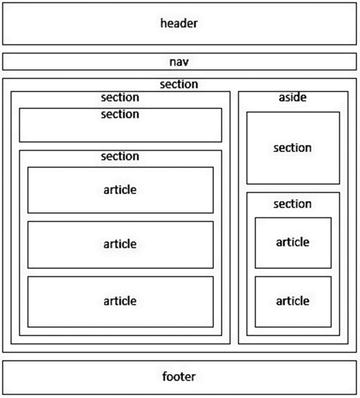 header
nav
section
section
section
section
article
article
article
aside
section
section
article
article
footer